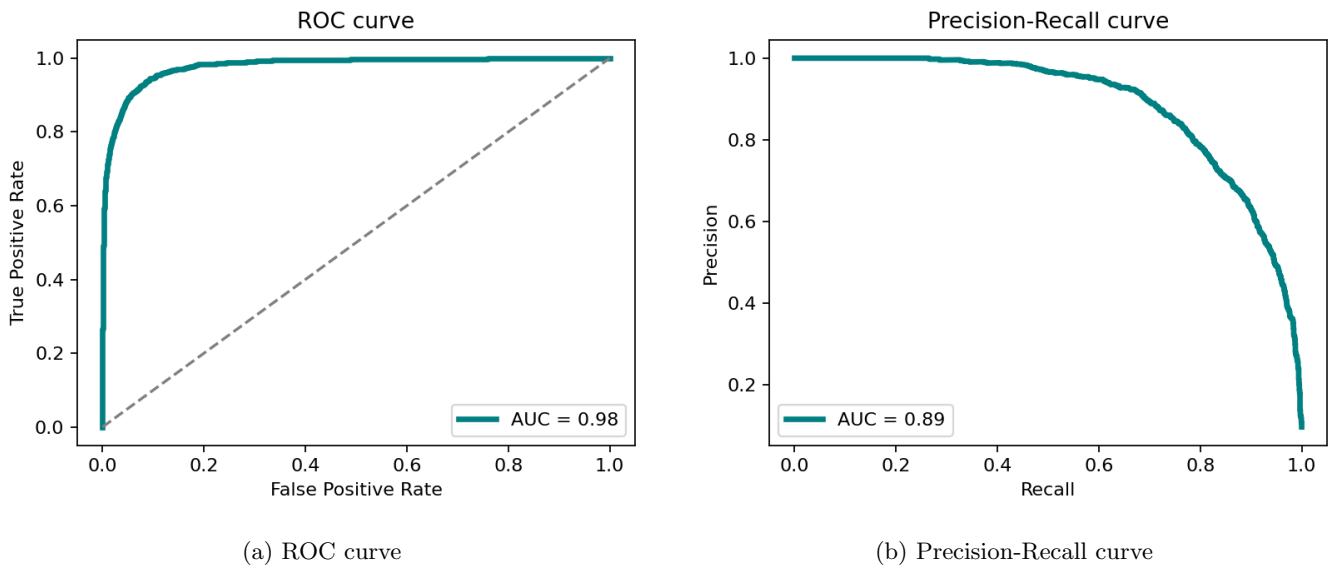 ROC curve
1.0
0.8
0.6
0.4
0.2
0.0
True Positive Rate
0.0 0.2 0.4 0.6 0.8 1.0
False Positive Rate
AUC = 0.98
(a) ROC curve
Precision-Recall curve
1.0
0.8
0.6
0.4
0.2
Precision
0.0 0.2 0.4 0.6 0.8 1.0
Recall
AUC = 0.89
(b) Precision-Recall curve